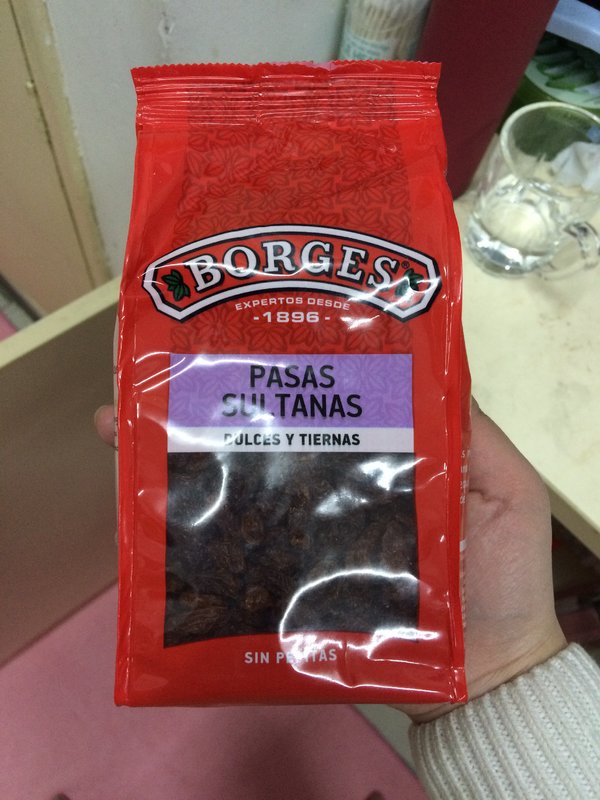 BORGES®
EXPERTOS DESDE
-1896-
PASAS
SULTANAS
DULCES Y TIERNAS
SIN PEPITAS